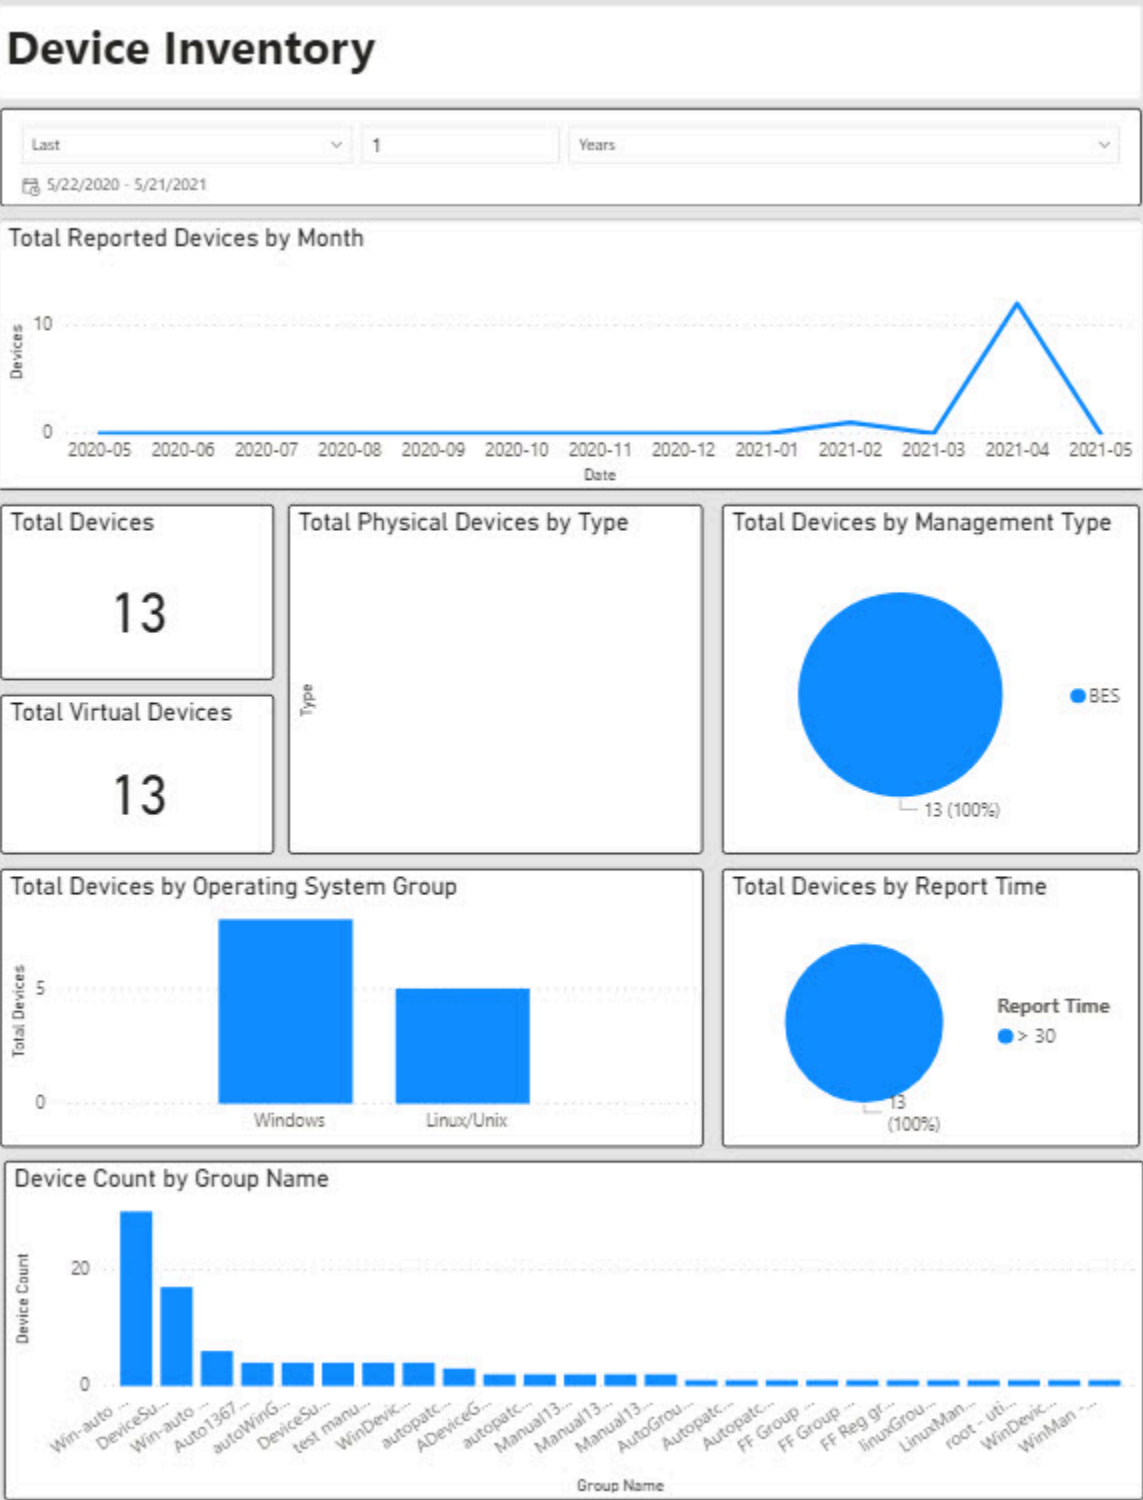 Device Inventory
Last 1 Years
5/22/2020 - 5/21/2021
Total Reported Devices by Month
Devices
10
0
2020-05 2020-06 2020-07 2020-08 2020-09 2020-10 2020-11 2020-12 2021-01 2021-02 2021-03 2021-04 2021-05
Date
Total Devices
13
Total Virtual Devices
13
Total Physical Devices by Type
Type
Total Devices by Management Type
BES
13 (100%)
Total Devices by Operating System Group
Total Devices
5
0
Windows Linux/Unix
Total Devices by Report Time
Report Time
> 30
13
(100%)
Device Count by Group Name
Device Count
20
0
Win-auto ... DeviceSu... Win-auto ... Auto1367... autoWinG... DeviceSu... test manu... WinDevic... autopatc... ADeviceG... autopatc... Manual13... Manual13... Manual13... AutoGrou... Autopatc... Autopatc... FF Group ... FF Group ... FF Reg gr... linuxGrou... LinuxMan... root - uti... WinDevic... WinMan -...
Group Name